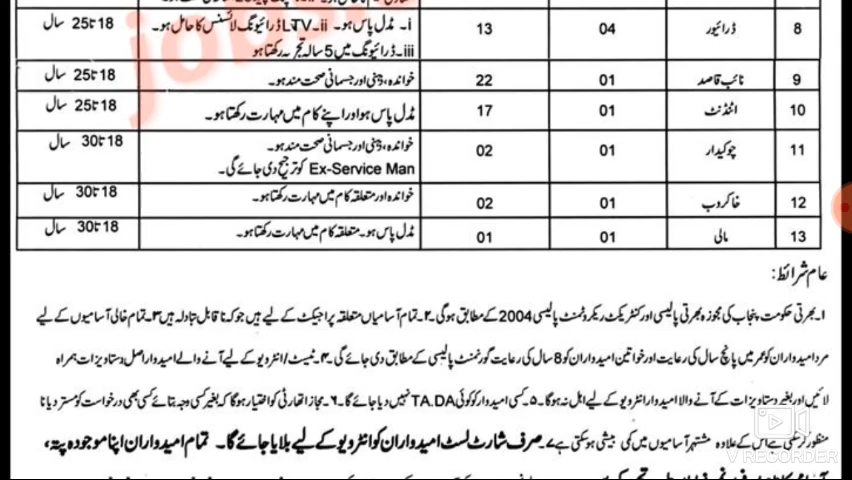 8 ڈرائیور 04 13 i۔ مڈل پاس ہو۔ ii۔ LTV ڈرائیونگ لائسنس کا حامل ہو۔ 18 تا 25 سال
iii۔ ڈرائیونگ میں 5 سالہ تجربہ رکھتا ہو
9 نائب قاصد 01 22 خواندہ، ذہنی اور جسمانی صحت مند ہو۔ 18 تا 25 سال
10 اٹنڈنٹ 01 17 مڈل پاس ہو اور اپنے کام میں مہارت رکھتا ہو۔ 18 تا 25 سال
11 چوکیدار 01 02 خواندہ، ذہنی اور جسمانی صحت مند ہو۔ 18 تا 30 سال
Ex-Service Man کو ترجیح دی جائے گی۔
12 خاکروب 01 02 خواندہ اور متعلقہ کام میں مہارت رکھتا ہو۔ 18 تا 30 سال
13 مالی 01 01 مڈل پاس ہو۔ متعلقہ کام میں مہارت رکھتا ہو۔ 18 تا 30 سال
عام شرائط:
۱۔ بھرتی حکومت پنجاب کی مجوزہ بھرتی پالیسی اور کنٹریکٹ ریکروٹمنٹ پالیسی 2004 کے مطابق ہوگی۔ ۲۔ تمام آسامیاں متعلقہ پراجیکٹ کے لیے ہیں جو کہ ناقابل تبادلہ ہیں ۳۔ تمام خالی آسامیوں کے لیے
مرد امیدواران کو عمر میں پانچ سال کی رعایت اور خواتین امیدواران کو 8 سال کی رعایت گورنمنٹ پالیسی کے مطابق دی جائے گی۔ ۴۔ ٹیسٹ/انٹرویو کے لیے آنے والے امیدوار اصل دستاویزات ہمراہ
لائیں اور بغیر دستاویزات کے آنے والا امیدوار انٹرویو کے لیے اہل نہ ہوگا۔ ۵۔ کسی امیدوار کو کوئی TA.DA نہیں دیا جائے گا۔ ۶۔ مجاز اتھارٹی کو اختیار ہوگا کہ بغیر کسی وجہ بتائے کسی بھی درخواست کو مسترد یا نا
منظور کر سکتی ہے اس کے علاوہ مشتہر آسامیوں میں کمی بیشی ہو سکتی ہے ۷۔ صرف شارٹ لسٹ امیدواران کو انٹرویو کے لیے بلایا جائے گا۔ تمام امیدواران اپنا موجودہ پتہ،
V RECORDER